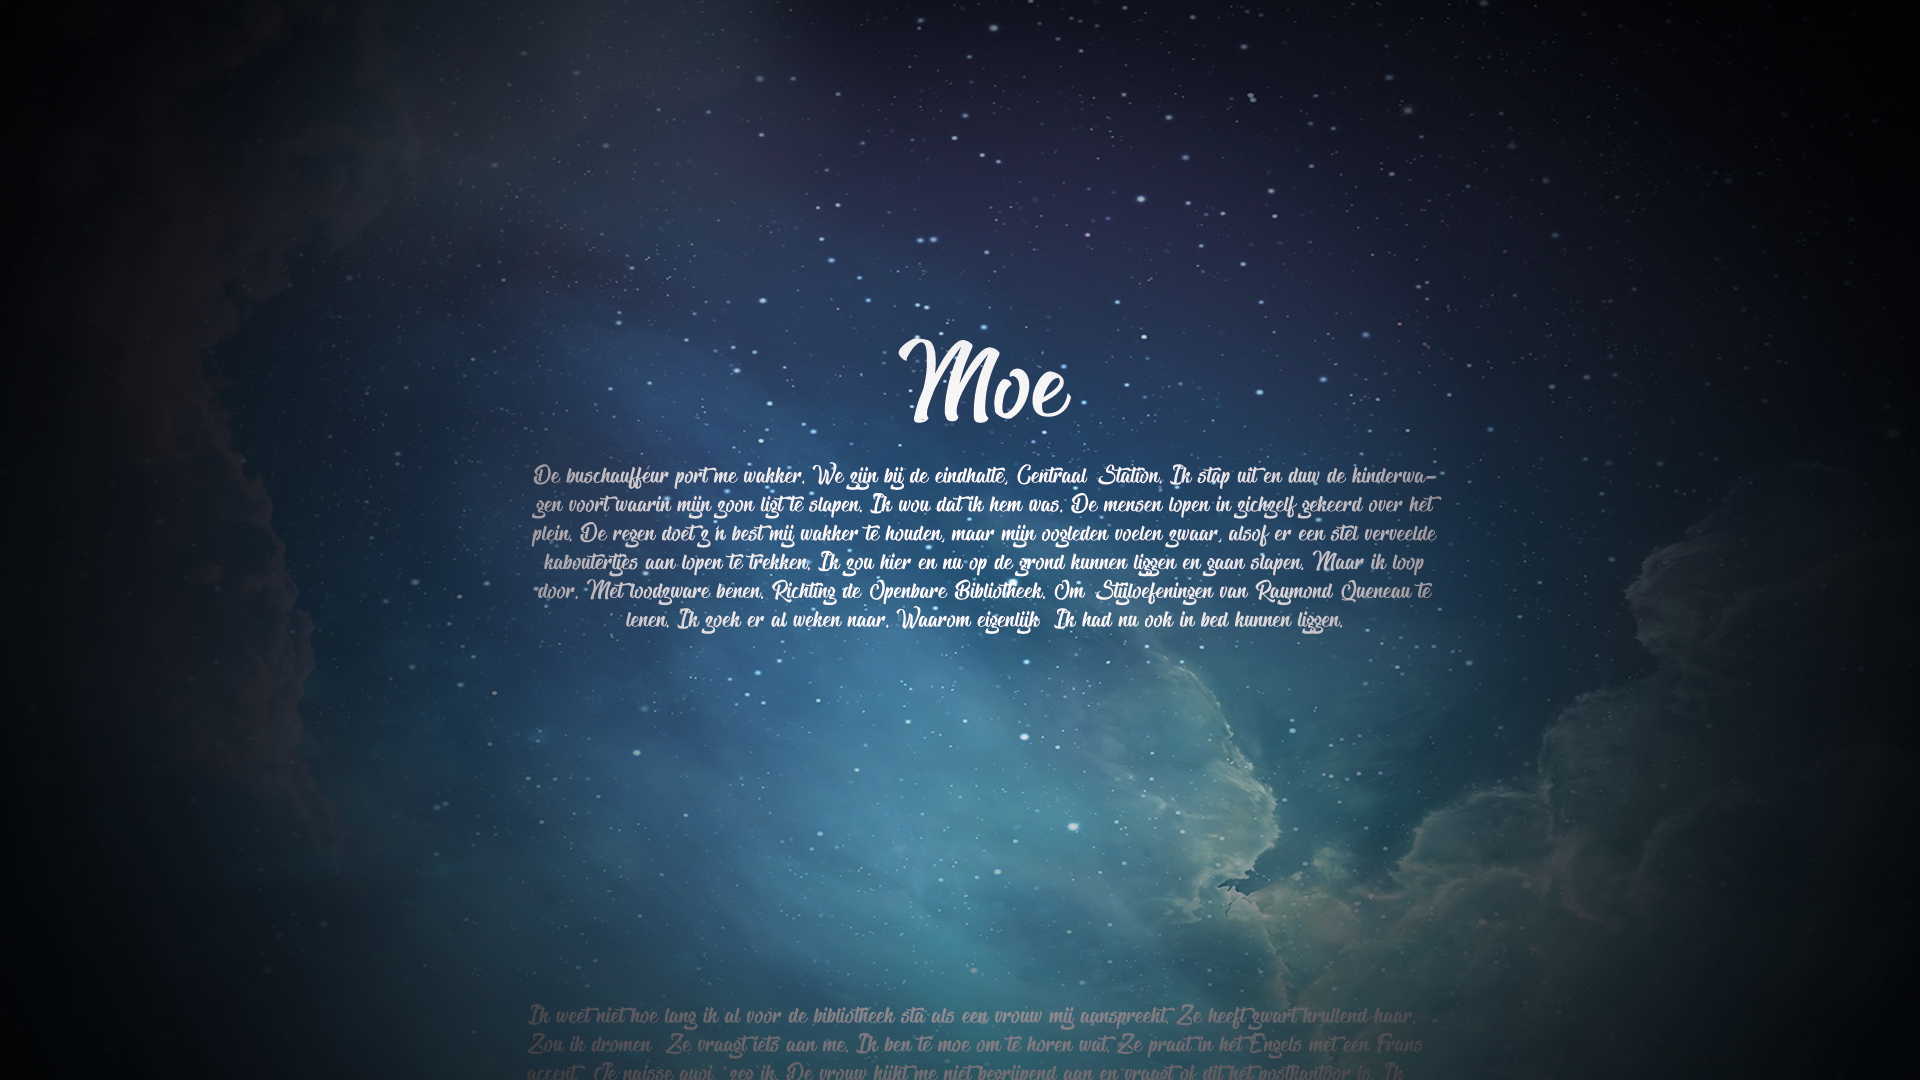 Moe
De buschauffeur port me wakker. We zijn bij de eindhalte, Centraal Station. Ik stap uit en duw de kinderwa-
gen voort waarin mijn zoon ligt te slapen. Ik wou dat ik hem was. De mensen lopen in zichzelf gekeerd over het
plein. De regen doet z'n best mij wakker te houden, maar mijn oogleden voelen zwaar, alsof er een stel verveelde
kaboutertjes aan lopen te trekken. Ik zou hier en nu op de grond kunnen liggen en gaan slapen. Maar ik loop
door. Met loodzware benen. Richting de Openbare Bibliotheek. Om Stijloefeningen van Raymond Queneau te
lenen. Ik zoek er al weken naar. Waarom eigenlijk Ik had nu ook in bed kunnen liggen.
Ik weet niet hoe lang ik al voor de bibliotheek sta als een vrouw mij aanspreekt. Ze heeft zwart krullend haar.
Zou ik dromen Ze vraagt iets aan me. Ik ben te moe om te horen wat. Ze praat in het Engels met een Frans
accent. 'Je naisse quoi,' zeg ik. De vrouw kijkt me niet begrijpend aan en vraagt of dit het postkantoor is. Ik